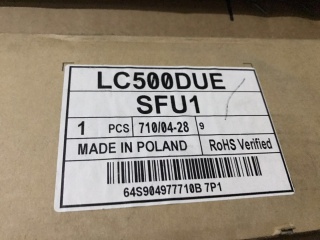 LC500DUE
SFU1
1 PCS 710/04-28 9
MADE IN POLAND RoHS Verified
64S904977710B 7P1